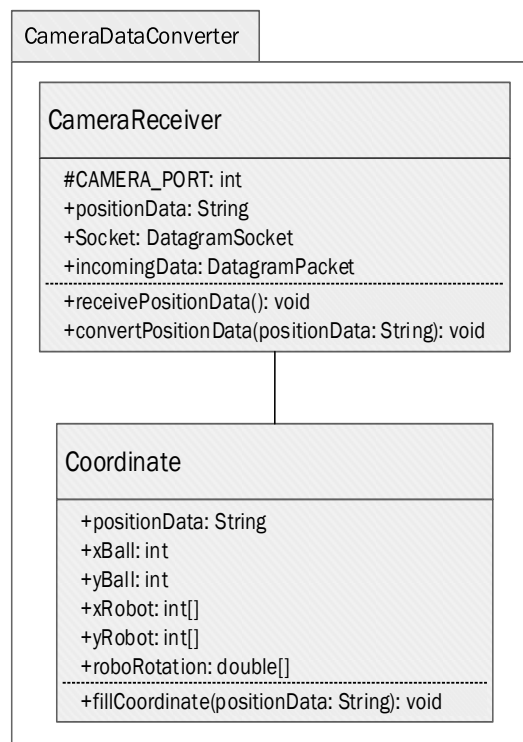 CameraDataConverter
CameraReceiver
#CAMERA_PORT: int
+positionData: String
+Socket: DatagramSocket
+incomingData: DatagramPacket
+receivePositionData(): void
+convertPositionData(positionData: String): void
Coordinate
+positionData: String
+xBall: int
+yBall: int
+xRobot: int[]
+yRobot: int[]
+roboRotation: double[]
+fillCoordinate(positionData: String): void